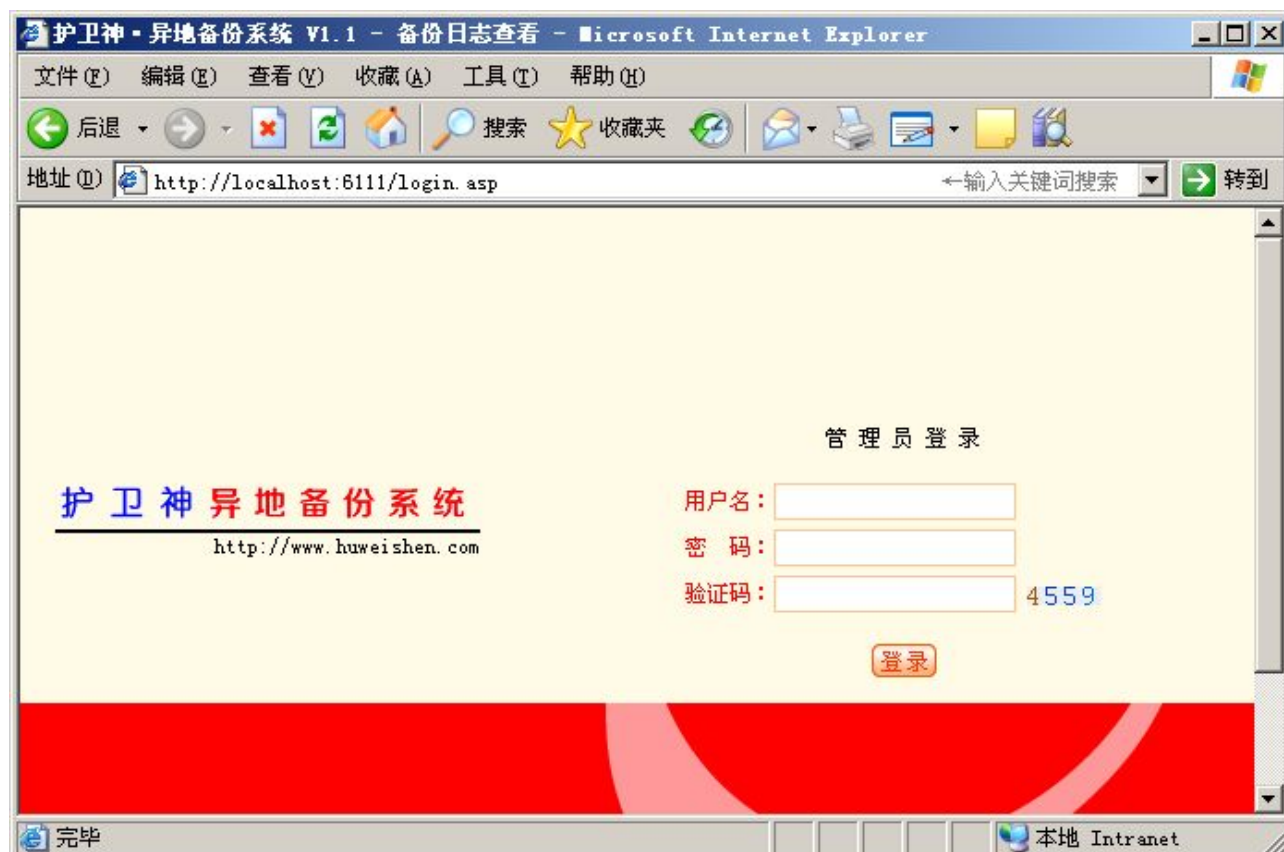 护卫神·异地备份系统 V1.1 - 备份日志查看 - Microsoft Internet Explorer
文件(F) 编辑(E) 查看(V) 收藏(A) 工具(T) 帮助(H)
后退 搜索 收藏夹
地址(D) http://localhost:6111/login.asp ←输入关键词搜索 转到
管理员登录
护卫神异地备份系统
http://www.huweishen.com
用户名：
密 码：
验证码： 4559
登录
完毕 本地 Intranet